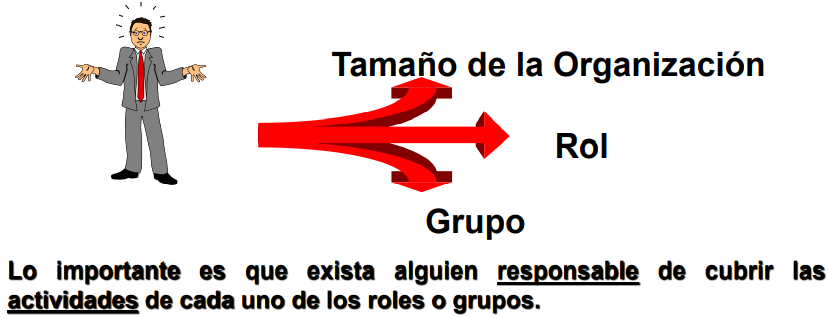 Tamaño de la Organización
Rol
Grupo
Lo importante es que exista alguien responsable de cubrir las
actividades de cada uno de los roles o grupos.